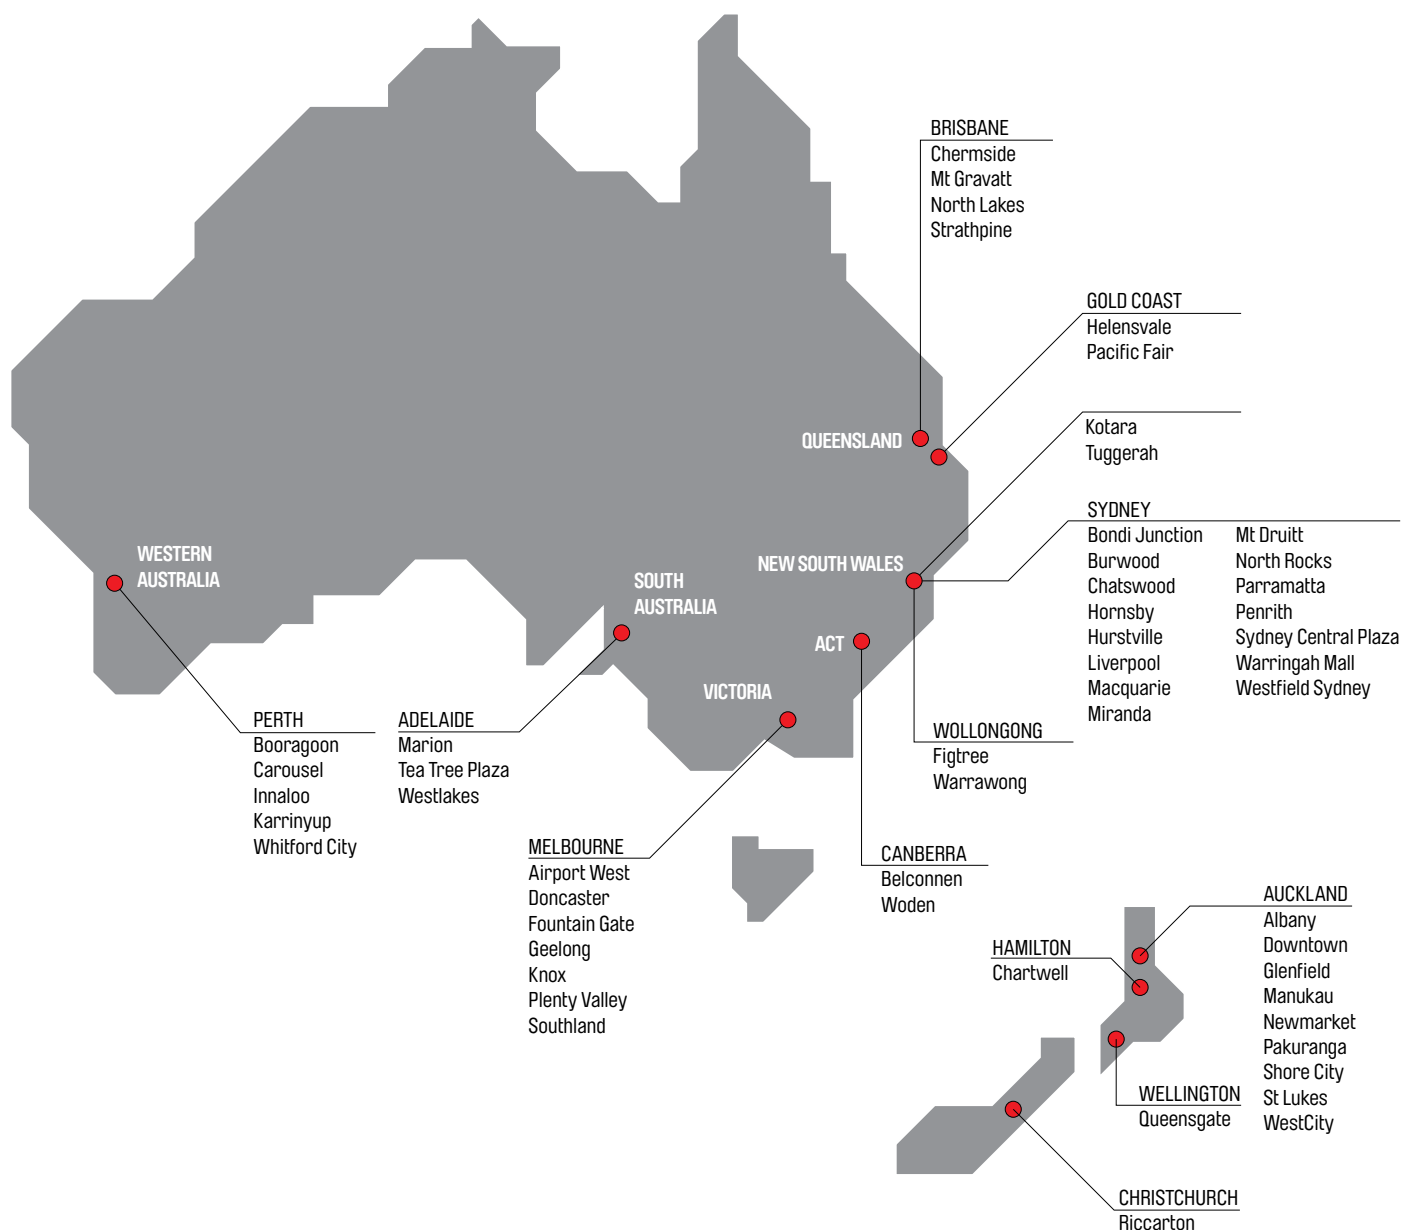 BRISBANE
Chermside
Mt Gravatt
North Lakes
Strathpine
GOLD COAST
Helensvale
Pacific Fair
QUEENSLAND
Kotara
Tuggerah
SYDNEY
Bondi Junction
Burwood
Chatswood
Hornsby
Hurstville
Liverpool
Macquarie
Miranda
Mt Druitt
North Rocks
Parramatta
Penrith
Sydney Central Plaza
Warringah Mall
Westfield Sydney
WESTERN
AUSTRALIA
NEW SOUTH WALES
SOUTH
AUSTRALIA
ACT
VICTORIA
PERTH
Booragoon
Carousel
Innaloo
Karrinyup
Whitford City
ADELAIDE
Marion
Tea Tree Plaza
Westlakes
WOLLONGONG
Figtree
Warrawong
MELBOURNE
Airport West
Doncaster
Fountain Gate
Geelong
Knox
Plenty Valley
Southland
CANBERRA
Belconnen
Woden
AUCKLAND
Albany
Downtown
Glenfield
Manukau
Newmarket
Pakuranga
Shore City
St Lukes
WestCity
HAMILTON
Chartwell
WELLINGTON
Queensgate
CHRISTCHURCH
Riccarton